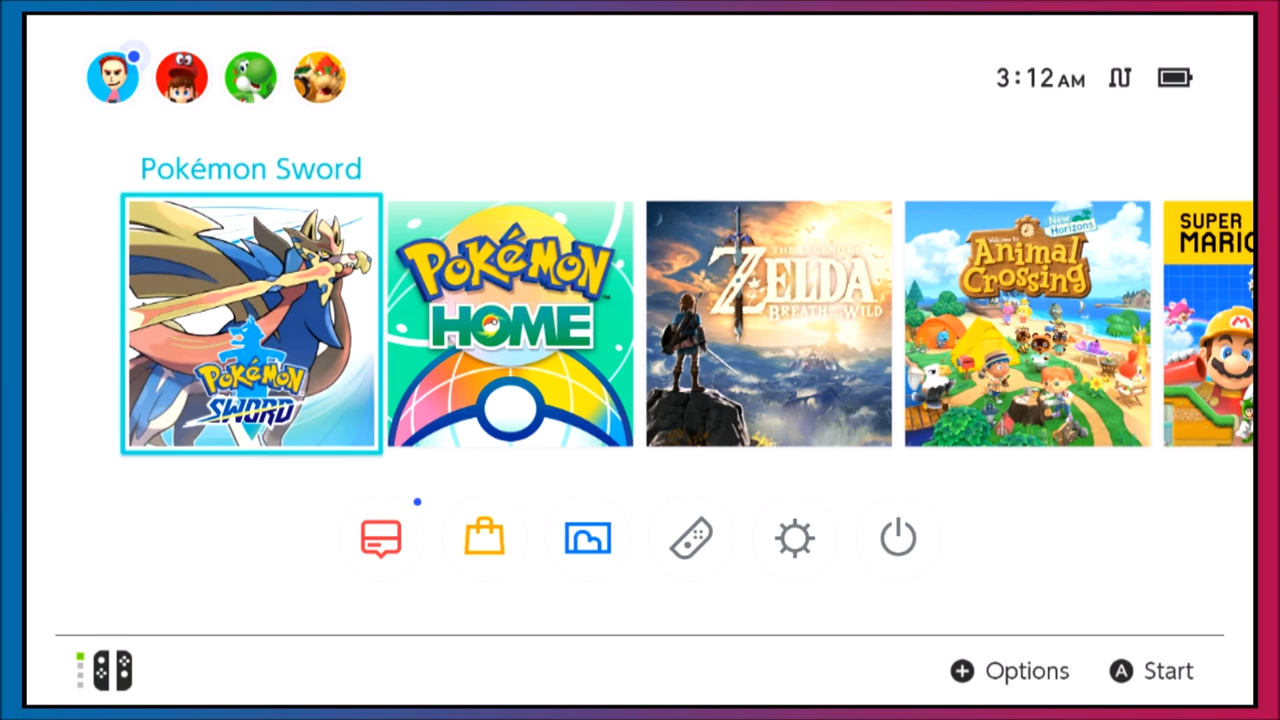 3:12 AM
Pokémon Sword
POKÉMON
SWORD
POKÉMON
HOME
THE LEGEND OF
ZELDA
BREATH OF THE WILD
New
Horizons
Welcome to
Animal
Crossing
SUPER
MARIO
Options
A
Start